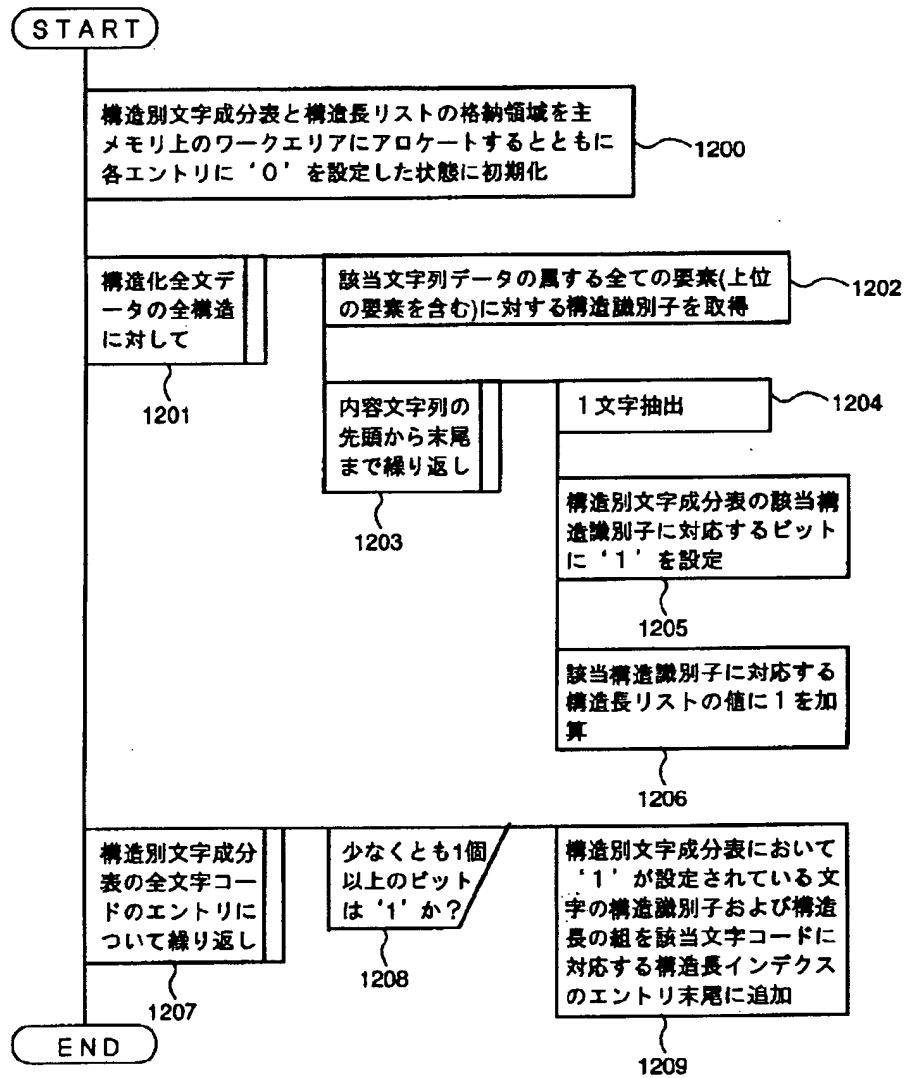 START
構造別文字成分表と構造長リストの格納領域を主
メモリ上のワークエリアにアロケートするとともに
各エントリに‘0’を設定した状態に初期化
1200
構造化全文デ
ータの全構造
に対して
1201
該当文字列データの属する全ての要素(上位
の要素を含む)に対する構造識別子を取得
1202
内容文字列の
先頭から末尾
まで繰り返し
1203
1文字抽出
1204
構造別文字成分表の該当構
造識別子に対応するビット
に‘1’を設定
1205
該当構造識別子に対応する
構造長リストの値に1を加
算
1206
構造別文字成分
表の全文字コー
ドのエントリに
ついて繰り返し
1207
少なくとも1個
以上のビット
は‘1’か?
1208
構造別文字成分表において
‘1’が設定されている文
字の構造識別子および構造
長の組を該当文字コードに
対応する構造長インデクス
のエントリ末尾に追加
1209
END